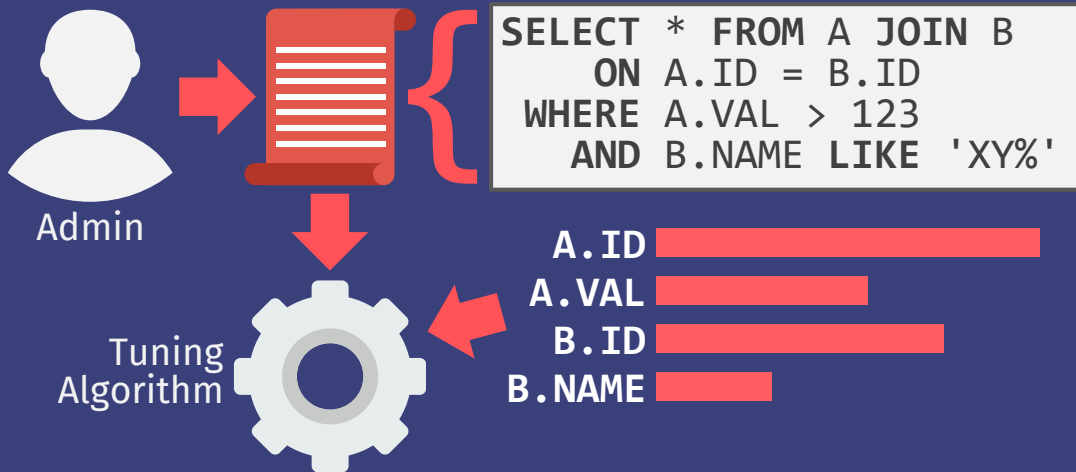 SELECT * FROM A JOIN B
ON A.ID = B.ID
WHERE A.VAL > 123
AND B.NAME LIKE 'XY%'
Admin
A.ID
A.VAL
B.ID
B.NAME
Tuning
Algorithm